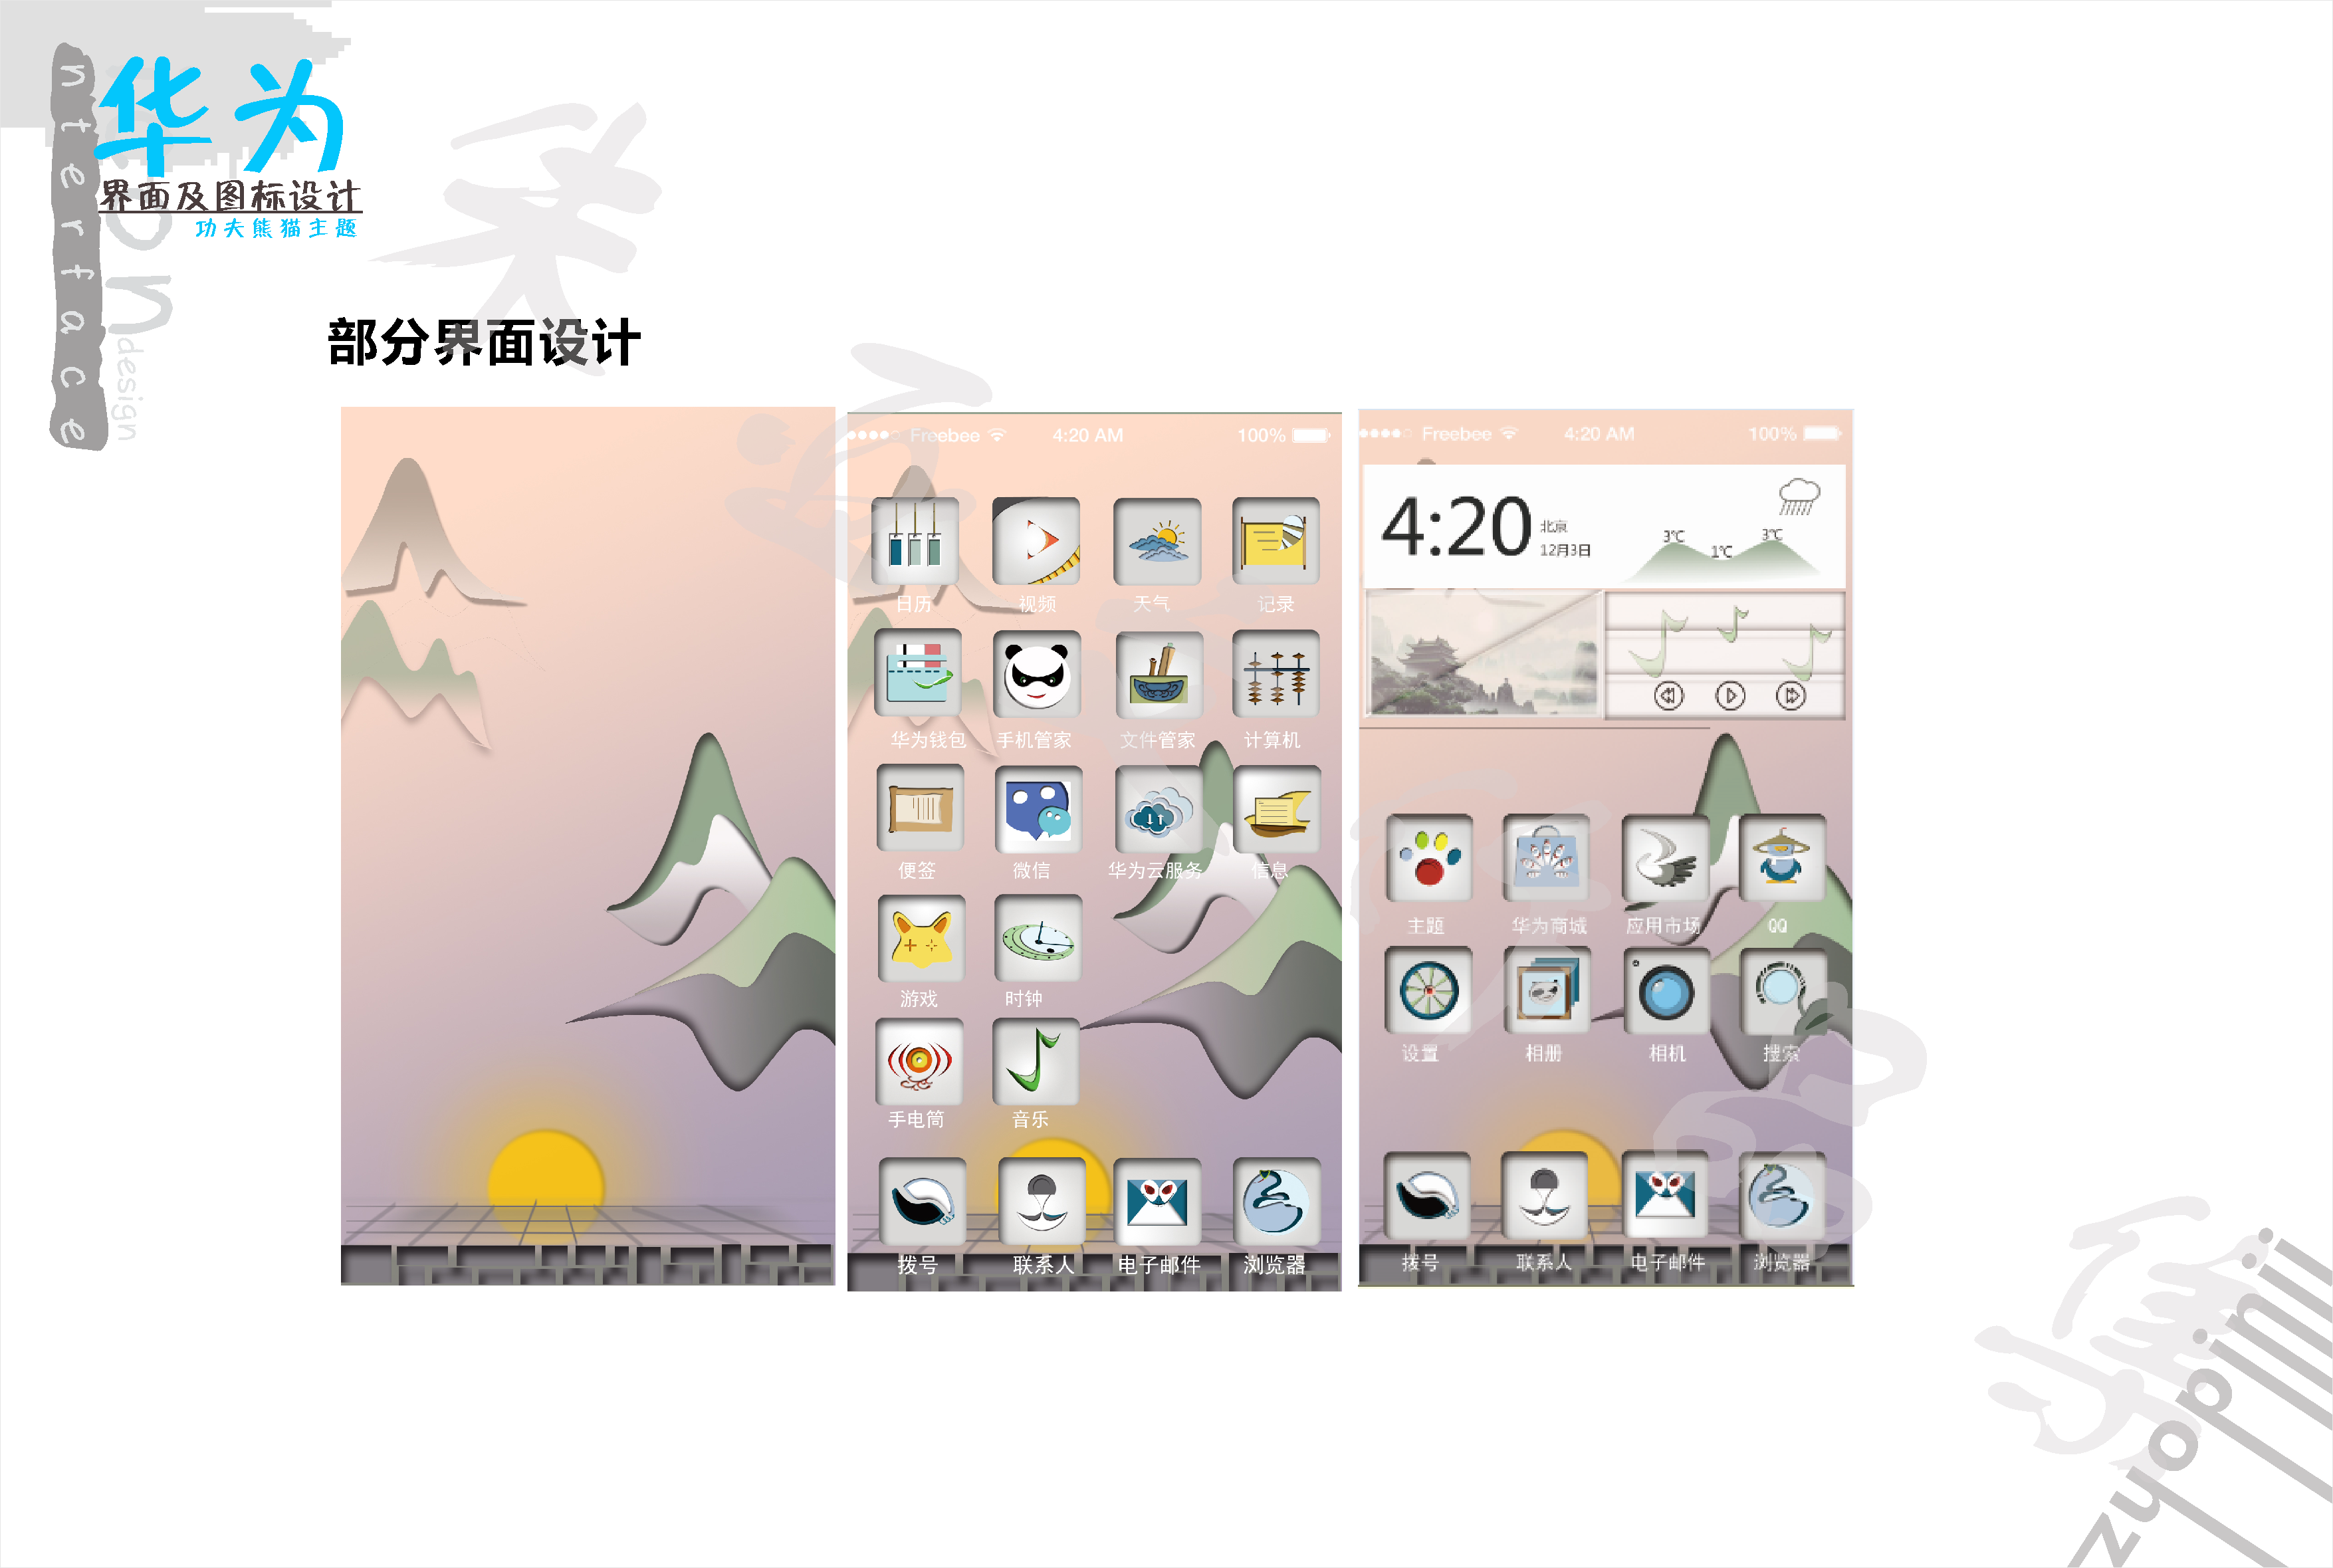 华为
界面及图标设计
功夫熊猫主题
nterface
design
部分界面设计
Freebee 4:20 AM 100%
日历 视频 天气 记录
华为钱包 手机管家 文件管家 计算机
便签 微信 华为云服务 信息
游戏 时钟
手电筒 音乐
拨号 联系人 电子邮件 浏览器
Freebee 4:20 AM 100%
4:20
北京
12月3日
3℃ 1℃ 3℃
主题 华为商城 应用市场 QQ
设置 相册 相机 搜索
拨号 联系人 电子邮件 浏览器
zuopinji